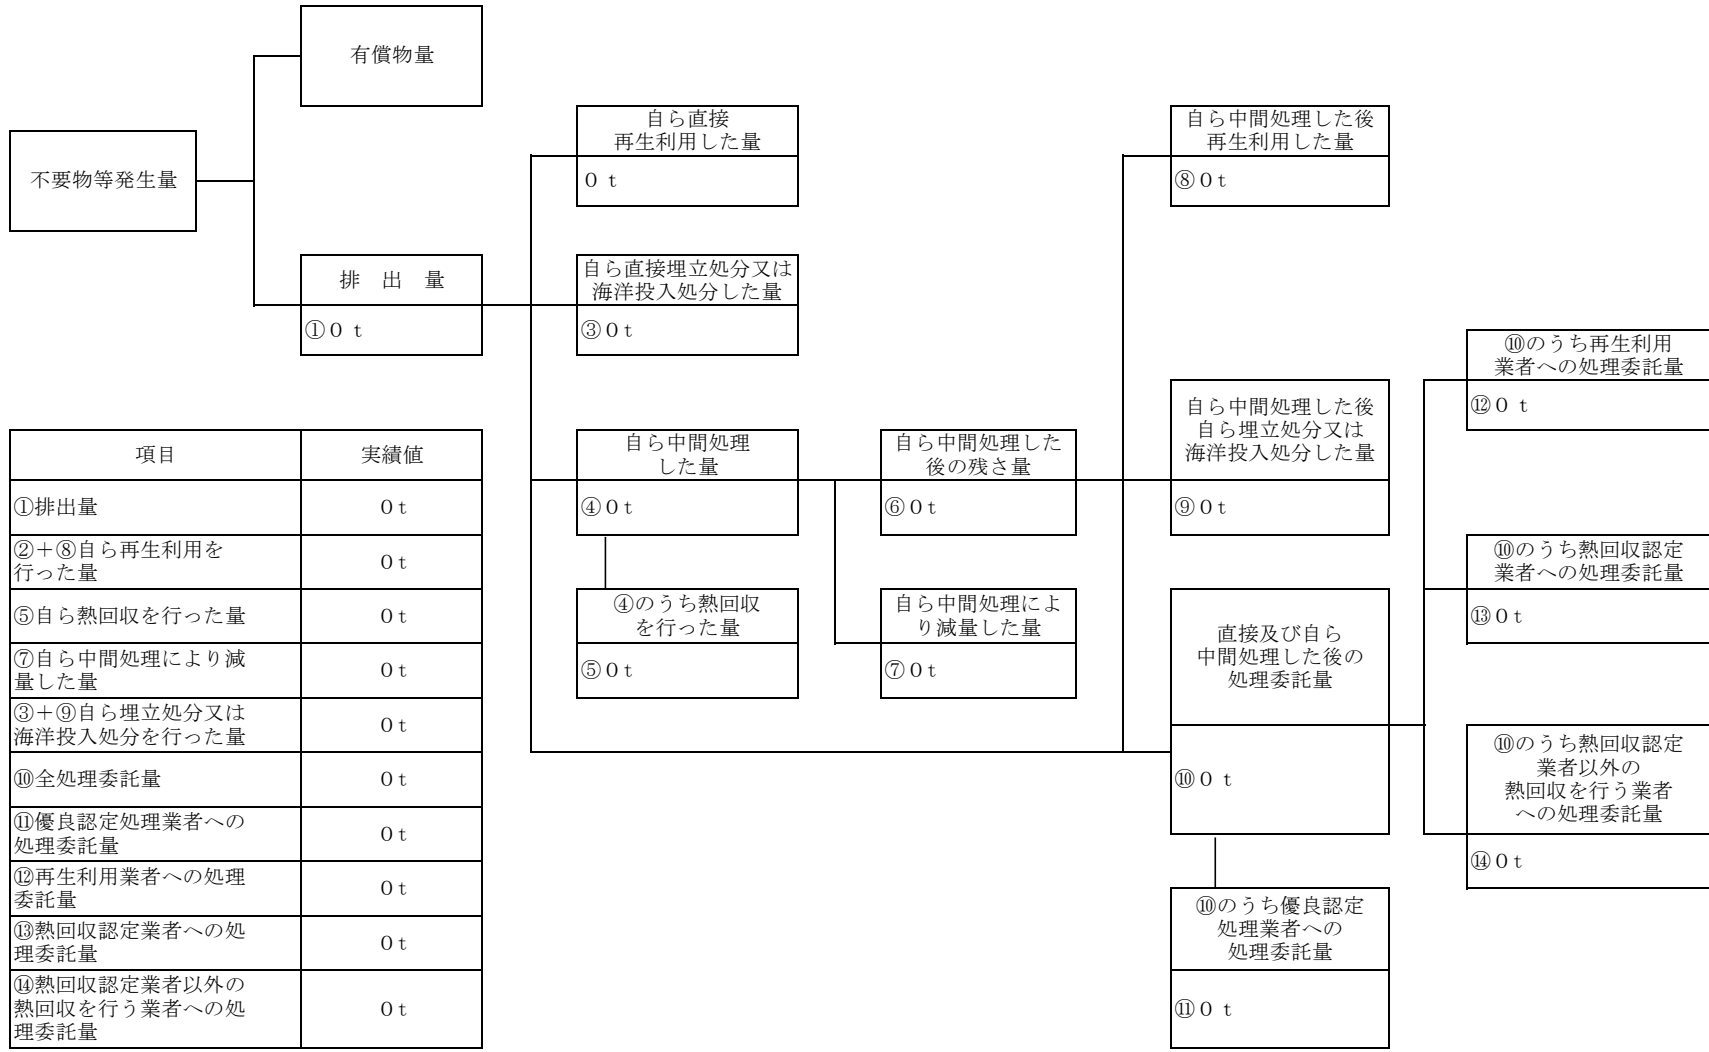 有償物量
不要物等発生量
排　出　量
①０ ｔ
自ら直接
再生利用した量
０ ｔ
自ら直接埋立処分又は
海洋投入処分した量
③０ｔ
自ら中間処理
した量
④０ｔ
④のうち熱回収
を行った量
⑤０ｔ
自ら中間処理した
後の残さ量
⑥０ｔ
自ら中間処理によ
り減量した量
⑦０ｔ
自ら中間処理した後
再生利用した量
⑧０ｔ
自ら中間処理した後
自ら埋立処分又は
海洋投入処分した量
⑨０ｔ
直接及び自ら
中間処理した後の
処理委託量
⑩０ ｔ
⑩のうち優良認定
処理業者への
処理委託量
⑪０ ｔ
⑩のうち再生利用
業者への処理委託量
⑫０ ｔ
⑩のうち熱回収認定
業者への処理委託量
⑬０ｔ
⑩のうち熱回収認定
業者以外の
熱回収を行う業者
への処理委託量
⑭０ｔ
項目 実績値
①排出量 ０ｔ
②＋⑧自ら再生利用を
行った量 ０ｔ
⑤自ら熱回収を行った量 ０ｔ
⑦自ら中間処理により減
量した量 ０ｔ
③＋⑨自ら埋立処分又は
海洋投入処分を行った量 ０ｔ
⑩全処理委託量 ０ｔ
⑪優良認定処理業者への
処理委託量 ０ｔ
⑫再生利用業者への処理
委託量 ０ｔ
⑬熱回収認定業者への処
理委託量 ０ｔ
⑭熱回収認定業者以外の
熱回収を行う業者への処
理委託量 ０ｔ